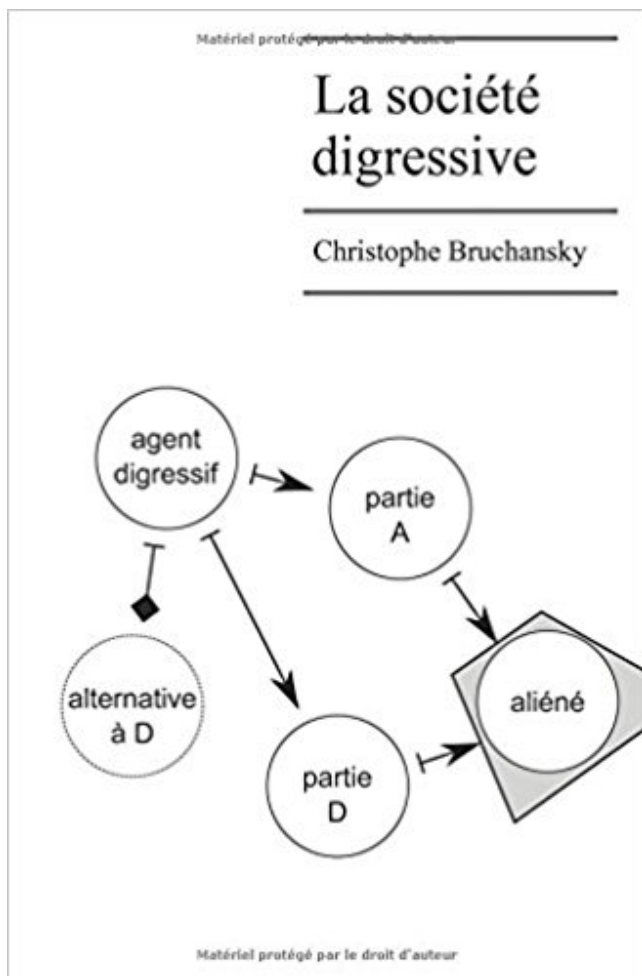 Matériel protégé par le droit d'auteur
La société
digressive
Christophe Bruchansky
agent
digressif
partie
A
alternative
à D
aliéné
partie
D
Matériel protégé par le droit d'auteur